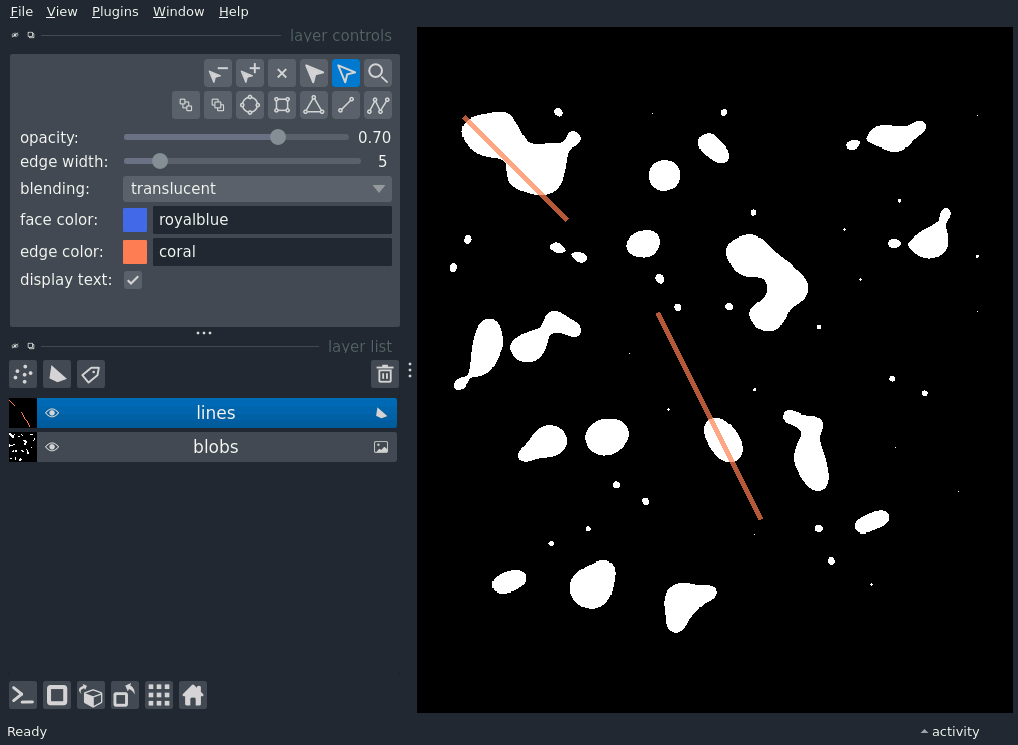 File View Plugins Window Help
layer controls
opacity: 0.70
edge width: 5
blending: translucent
face color: royalblue
edge color: coral
display text:
layer list
lines
blobs
Ready
activity